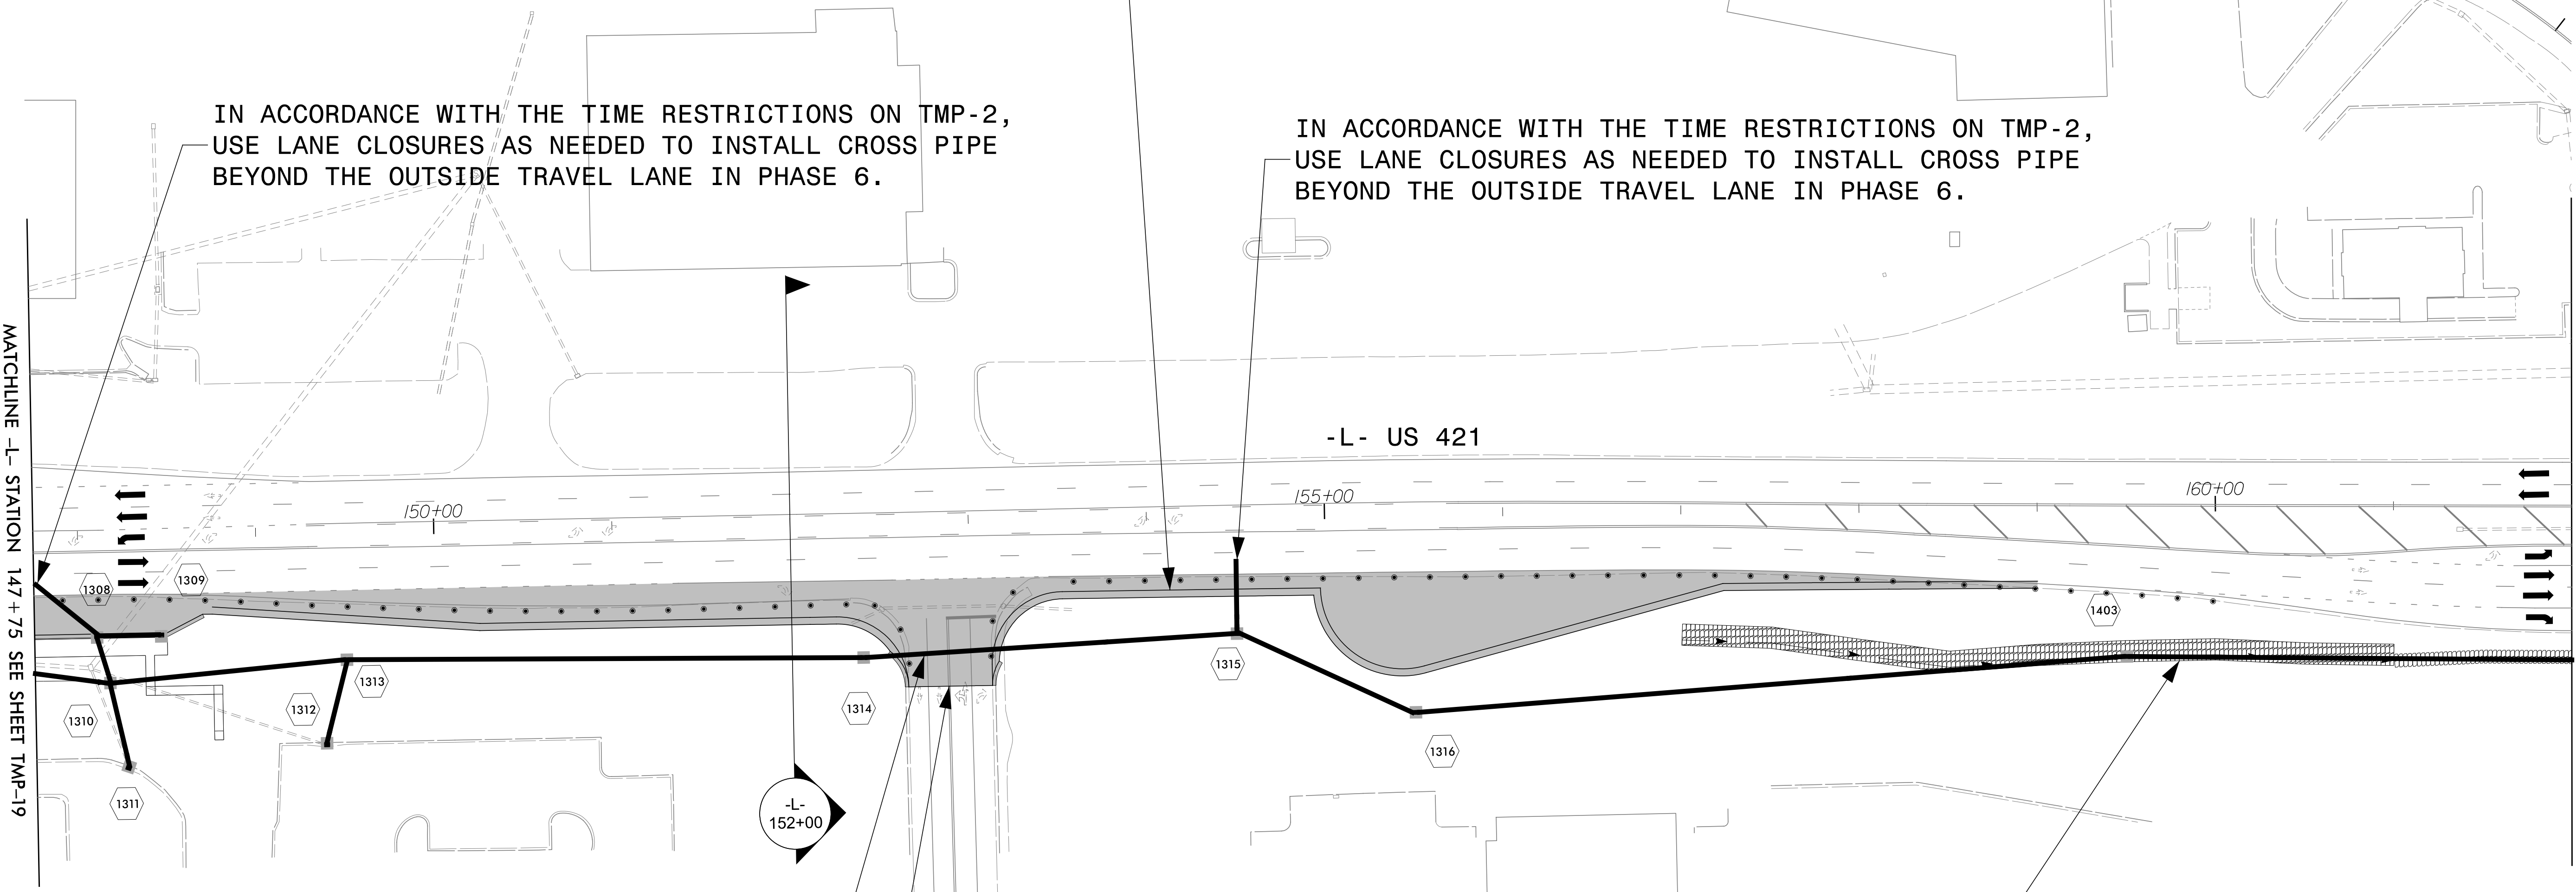 IN ACCORDANCE WITH THE TIME RESTRICTIONS ON TMP-2,
USE LANE CLOSURES AS NEEDED TO INSTALL CROSS PIPE
BEYOND THE OUTSIDE TRAVEL LANE IN PHASE 6.
IN ACCORDANCE WITH THE TIME RESTRICTIONS ON TMP-2,
USE LANE CLOSURES AS NEEDED TO INSTALL CROSS PIPE
BEYOND THE OUTSIDE TRAVEL LANE IN PHASE 6.
MATCHLINE -L- STATION 147+75 SEE SHEET TMP-19
-L- US 421
150+00
155+00
160+00
1308
1309
1403
1310
1312
1313
1314
1315
1316
1311
-L-
152+00